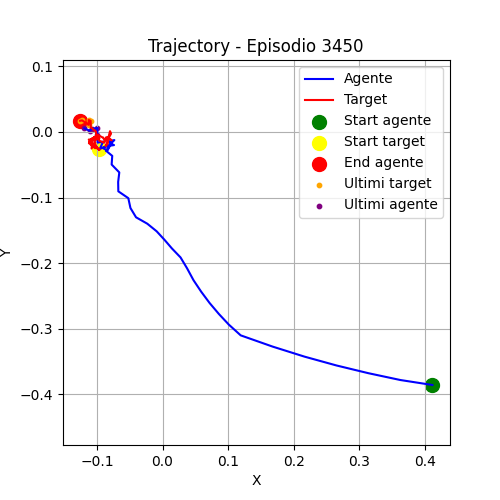 Trajectory - Episodio 3450
0.1
0.0
−0.1
−0.2
−0.3
−0.4
Y
Agente
Target
Start agente
Start target
End agente
Ultimi target
Ultimi agente
−0.1
0.0
0.1
0.2
0.3
0.4
X